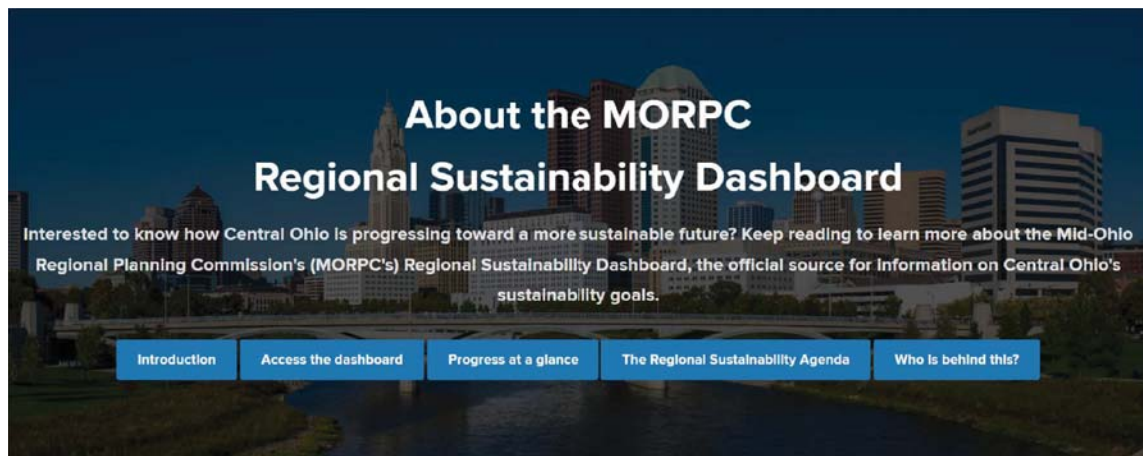 About the MORPC
Regional Sustainability Dashboard
Interested to know how Central Ohio is progressing toward a more sustainable future? Keep reading to learn more about the Mid-Ohio
Regional Planning Commission's (MORPC's) Regional Sustainability Dashboard, the official source for information on Central Ohio's
sustainability goals.
Introduction
Access the dashboard
Progress at a glance
The Regional Sustainability Agenda
Who is behind this?